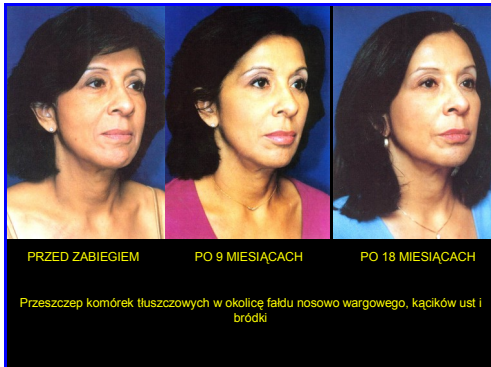 PRZED ZABIEGIEM
PO 9 MIESIĄCACH
PO 18 MIESIĄCACH
Przeszczep komórek tłuszczowych w okolicę fałdu nosowo wargowego, kącików ust i
bródki